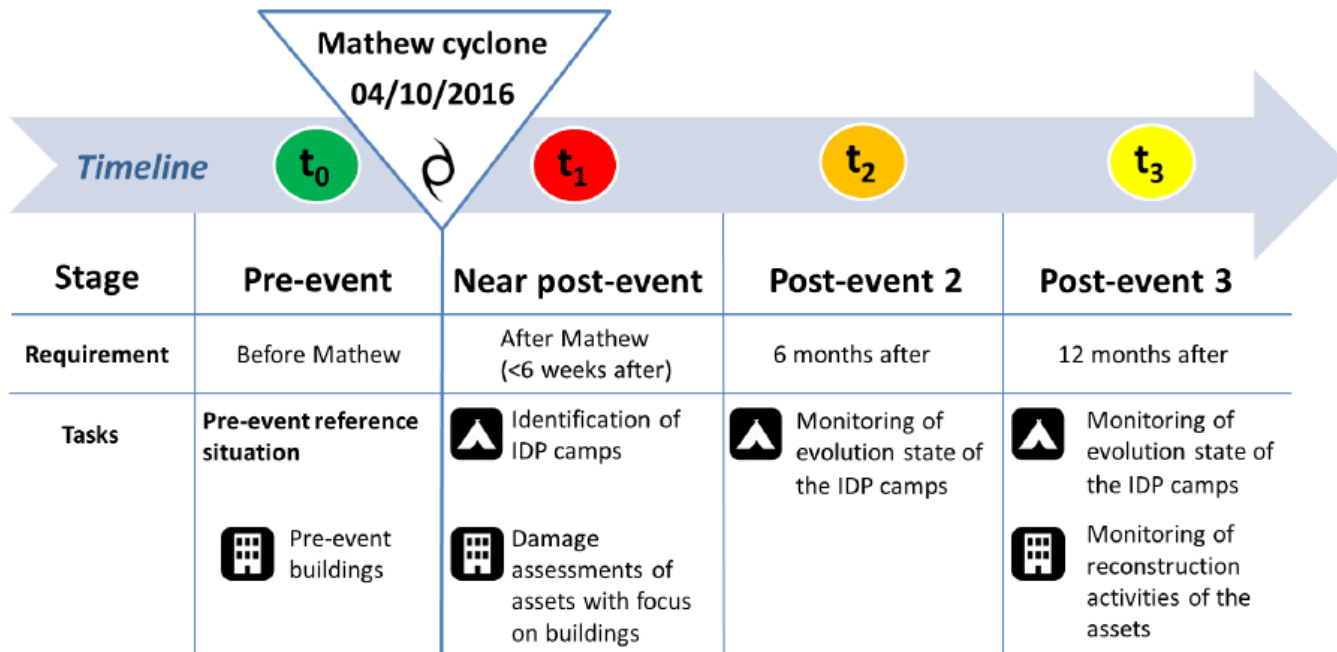 Mathew cyclone
04/10/2016
Timeline
t0
t1
t2
t3
Stage
Pre-event
Near post-event
Post-event 2
Post-event 3
Requirement
Before Mathew
After Mathew
(<6 weeks after)
6 months after
12 months after
Tasks
Pre-event reference
situation
Pre-event
buildings
Identification of
IDP camps
Damage
assessments of
assets with focus
on buildings
Monitoring of
evolution state of
the IDP camps
Monitoring of
evolution state of
the IDP camps
Monitoring of
reconstruction
activities of the
assets